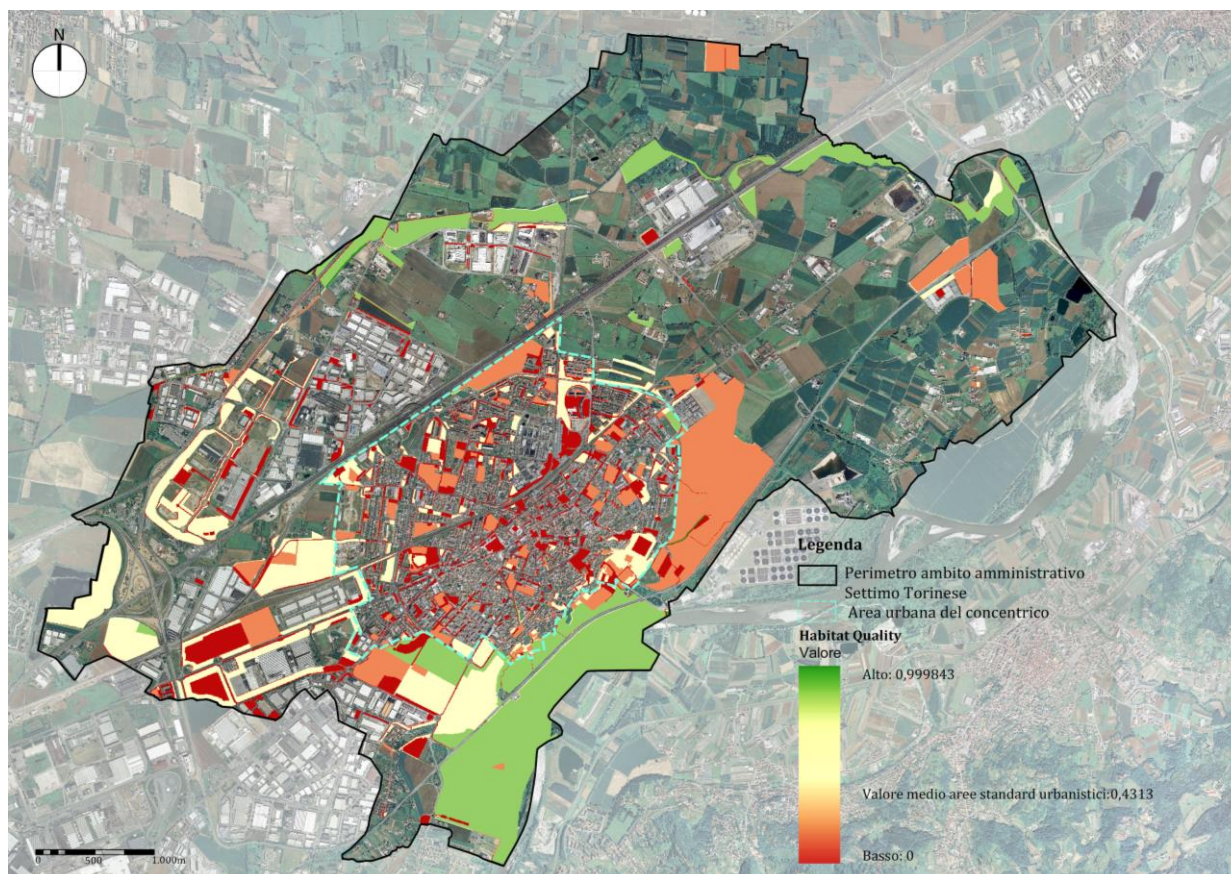 N
Legenda
Perimetro ambito amministrativo
Settimo Torinese
Area urbana del concentrico
Habitat Quality
Valore
Alto: 0,999843
Valore medio aree standard urbanistici:0,4313
Basso: 0
0 500 1.000m